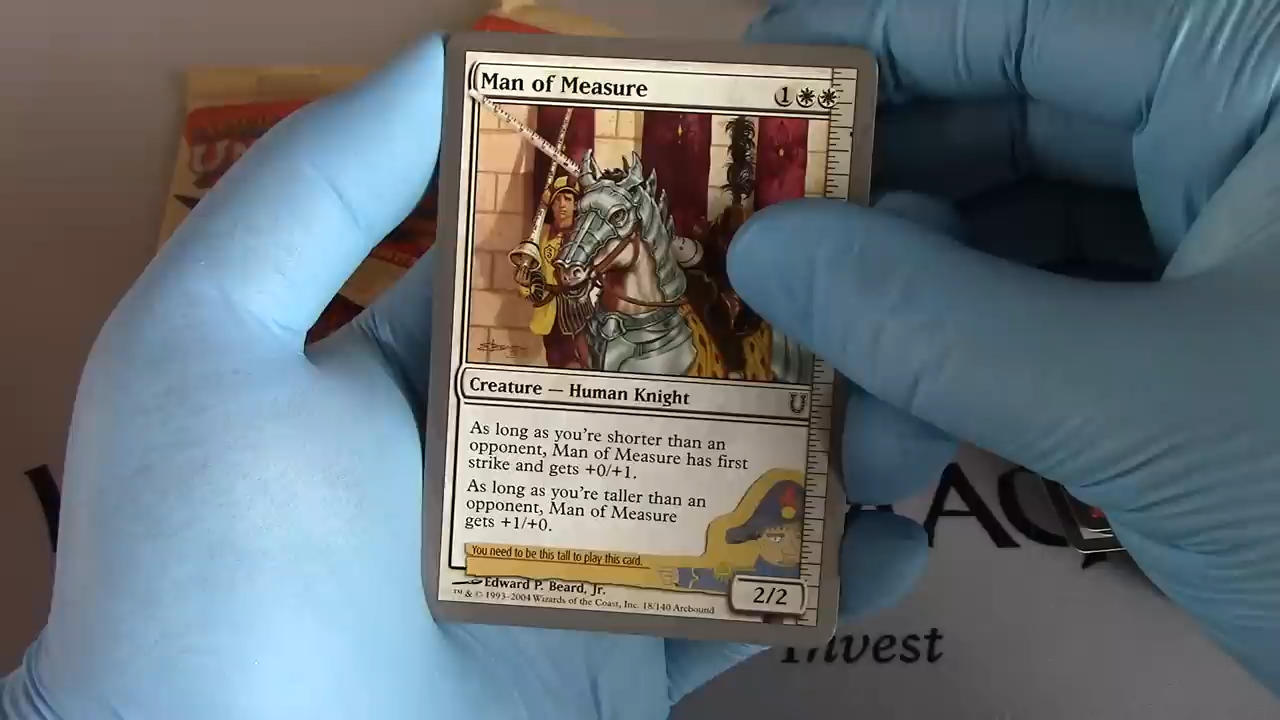 Man of Measure
1
UN
Creature — Human Knight
As long as you're shorter than an
opponent, Man of Measure has first
strike and gets +0/+1.
As long as you're taller than an
opponent, Man of Measure
gets +1/+0.
You need to be this tall to play this card.
Edward P. Beard, Jr.
2/2
™ & © 1993–2004 Wizards of the Coast, Inc. 18/140 Arcbound
Invest